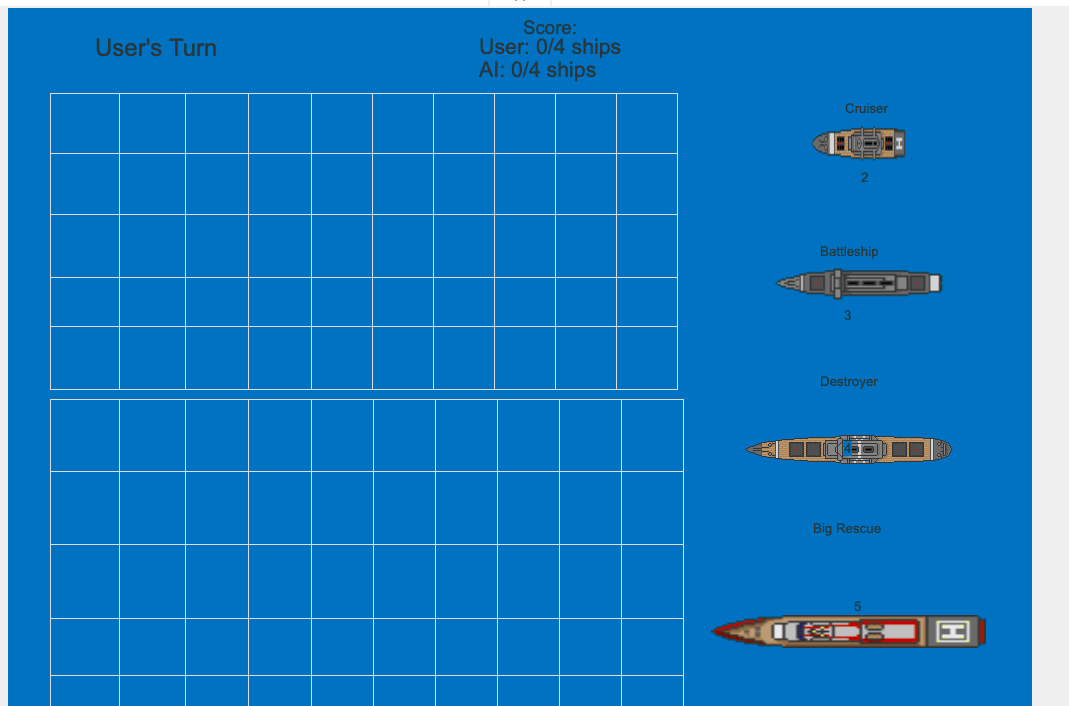 User's Turn
Score:
User: 0/4 ships
AI: 0/4 ships
Cruiser
2
Battleship
3
Destroyer
4
Big Rescue
5